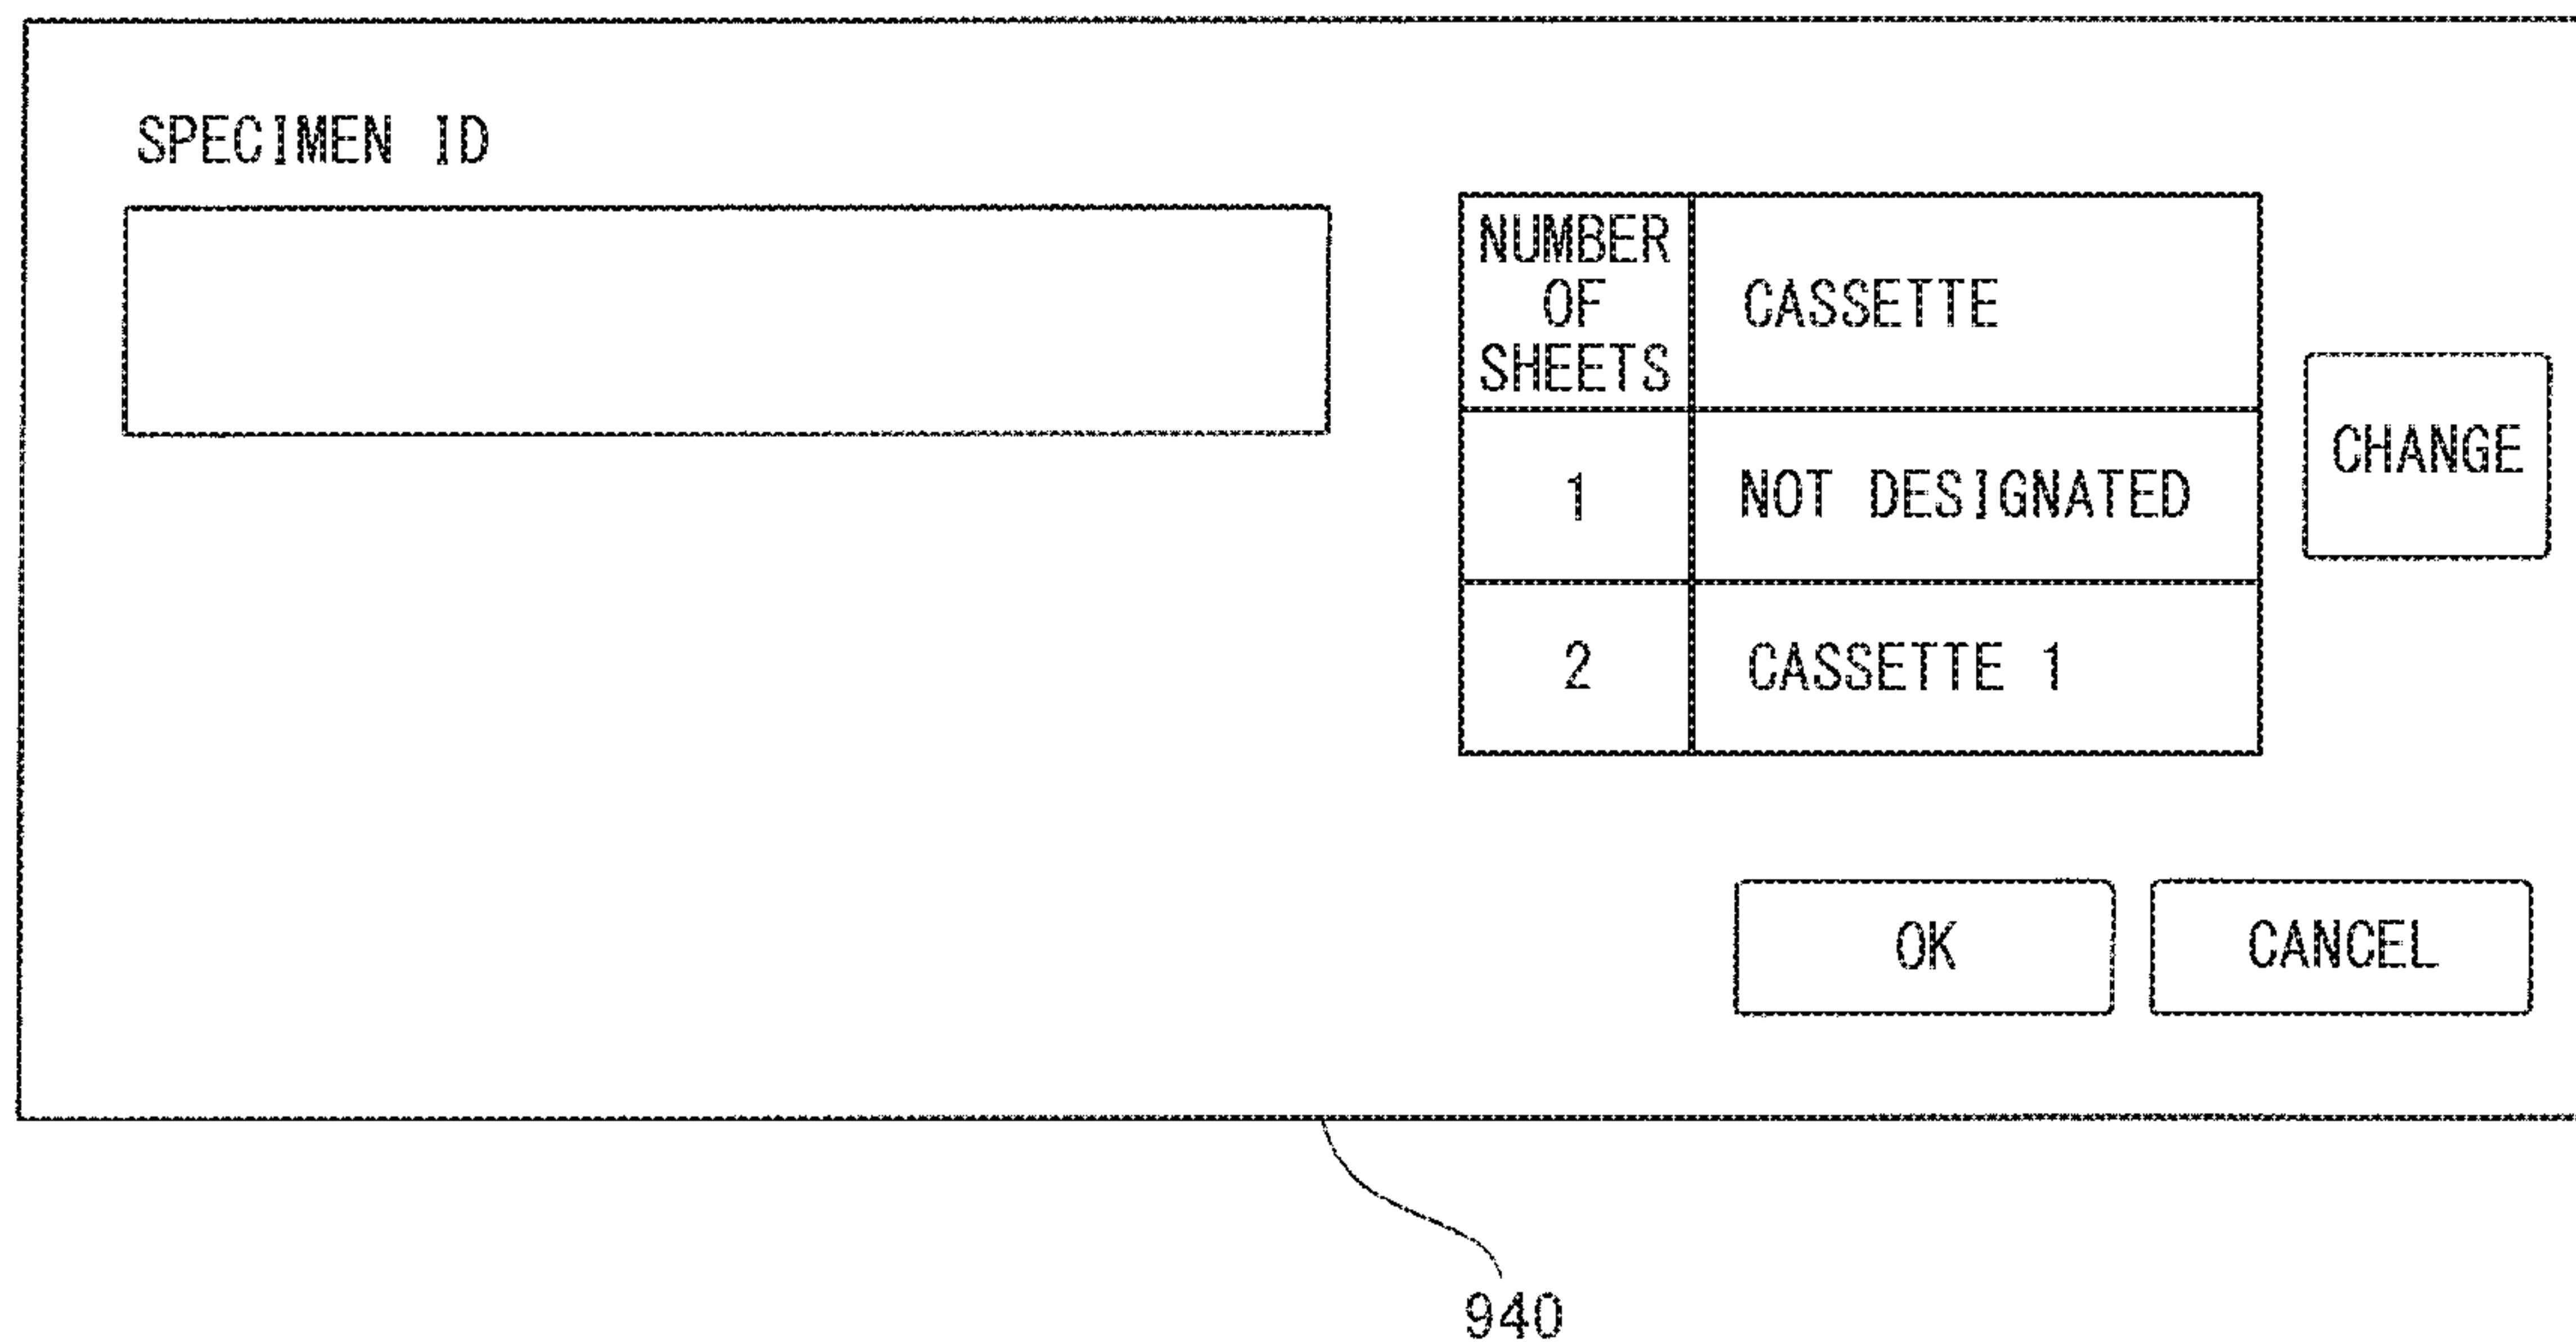 SPECIMEN ID
NUMBER
OF
SHEETS
CASSETTE
1
NOT DESIGNATED
2
CASSETTE 1
CHANGE
OK
CANCEL
940